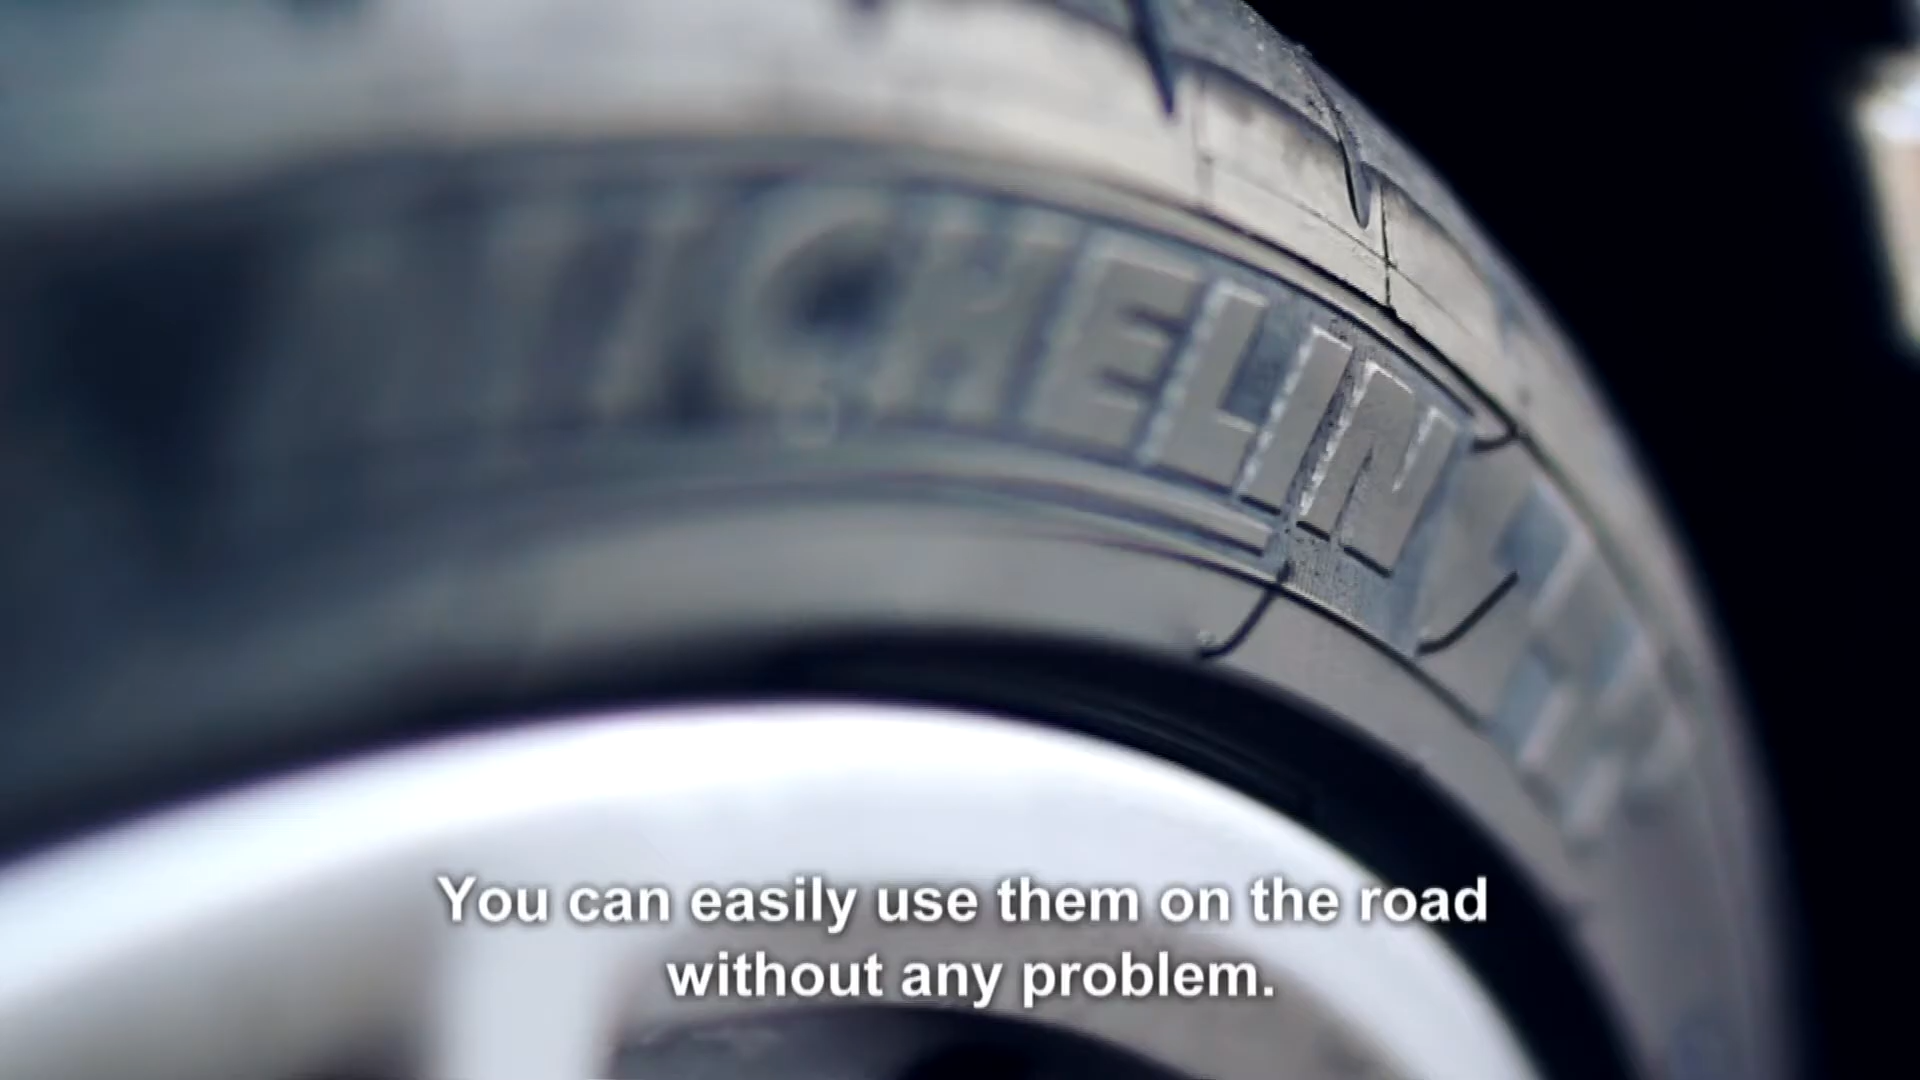 MICHELIN
You can easily use them on the road
without any problem.